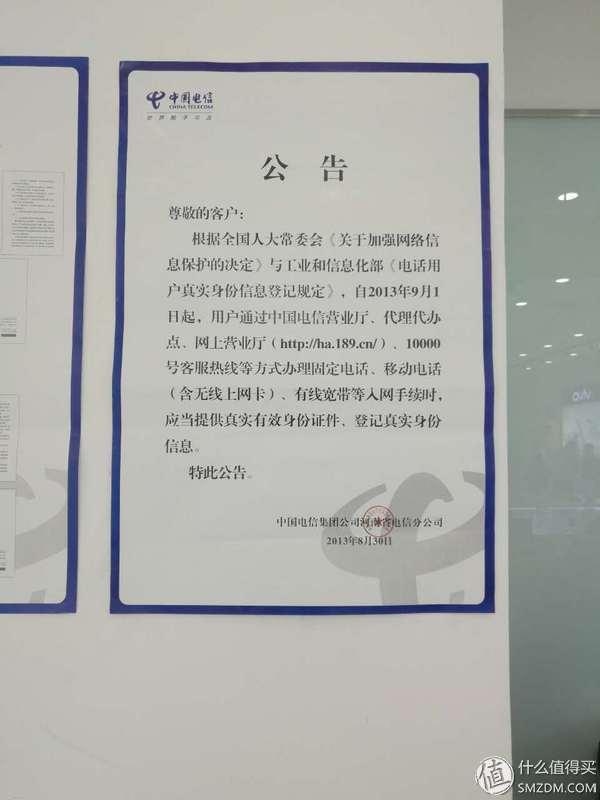 中国电信
CHINA TELECOM
世界触手可及
公 告
尊敬的客户：
根据全国人大常委会《关于加强网络信
息保护的决定》与工业和信息化部《电话用
户真实身份信息登记规定》，自2013年9月1
日起，用户通过中国电信营业厅、代理代办
点、网上营业厅（http://ha.189.cn/）、10000
号客服热线等方式办理固定电话、移动电话
（含无线上网卡）、有线宽带等入网手续时，
应当提供真实有效身份证件、登记真实身份
信息。
特此公告。
中国电信集团公司河南省电信分公司
2013年8月30日
值 什么值得买
SMZDM.COM